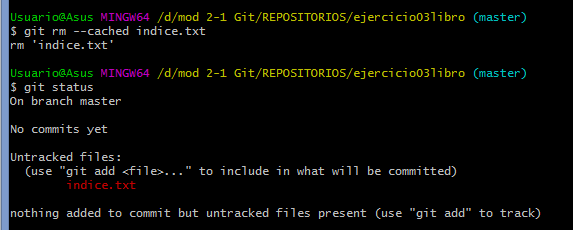 Usuario@Asus MINGW64 /d/mod 2-1 Git/REPOSITORIOS/ejercicio03libro (master)
$ git rm --cached indice.txt
rm 'indice.txt'
Usuario@Asus MINGW64 /d/mod 2-1 Git/REPOSITORIOS/ejercicio03libro (master)
$ git status
On branch master
No commits yet
Untracked files:
  (use "git add <file>..." to include in what will be committed)
        indice.txt
nothing added to commit but untracked files present (use "git add" to track)